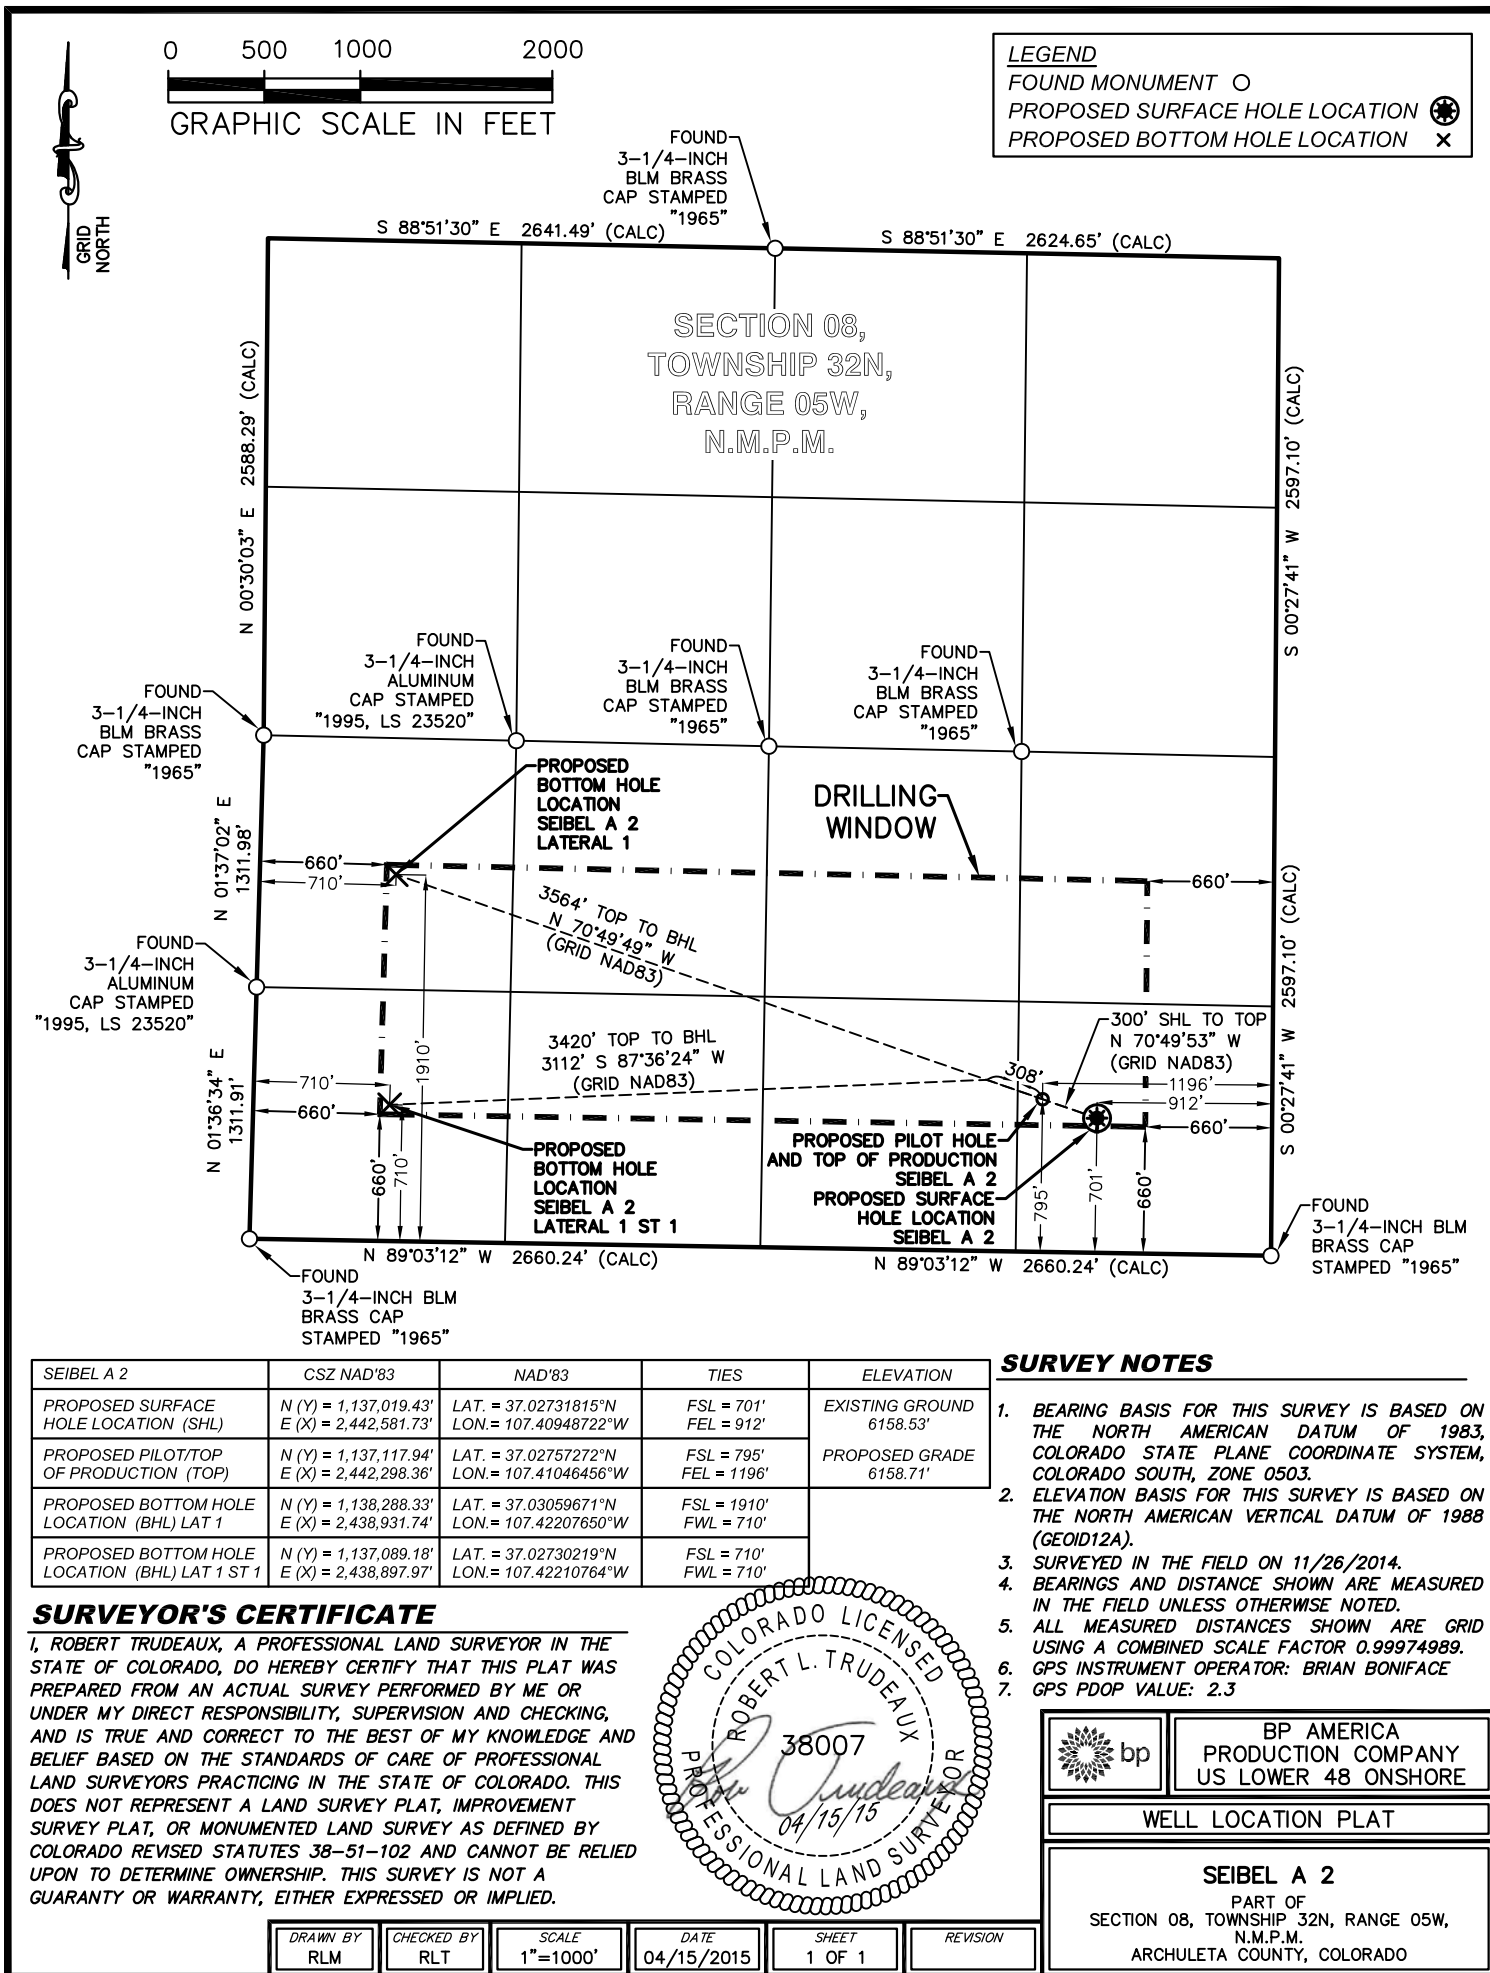 0 500 1000 2000
GRAPHIC SCALE IN FEET
GRID
NORTH
LEGEND
FOUND MONUMENT
PROPOSED SURFACE HOLE LOCATION
PROPOSED BOTTOM HOLE LOCATION
FOUND
3-1/4-INCH
BLM BRASS
CAP STAMPED
"1965"
S 88°51'30" E 2641.49' (CALC)
S 88°51'30" E 2624.65' (CALC)
SECTION 08,
TOWNSHIP 32N,
RANGE 05W,
N.M.P.M.
N 00°30'03" E 2588.29' (CALC)
S 00°27'41" W 2597.10' (CALC)
FOUND
3-1/4-INCH
BLM BRASS
CAP STAMPED
"1965"
FOUND
3-1/4-INCH
ALUMINUM
CAP STAMPED
"1995, LS 23520"
FOUND
3-1/4-INCH
BLM BRASS
CAP STAMPED
"1965"
FOUND
3-1/4-INCH
BLM BRASS
CAP STAMPED
"1965"
PROPOSED
BOTTOM HOLE
LOCATION
SEIBEL A 2
LATERAL 1
DRILLING
WINDOW
N 01°37'02" E
1311.98'
660'
710'
660'
3564' TOP TO BHL
N 70°49'49" W
(GRID NAD83)
S 00°27'41" W 2597.10' (CALC)
FOUND
3-1/4-INCH
ALUMINUM
CAP STAMPED
"1995, LS 23520"
N 01°36'34" E
1311.91'
710'
660'
1910'
3420' TOP TO BHL
3112' S 87°36'24" W
(GRID NAD83)
308'
300' SHL TO TOP
N 70°49'53" W
(GRID NAD83)
1196'
912'
660'
660'
710'
PROPOSED
BOTTOM HOLE
LOCATION
SEIBEL A 2
LATERAL 1 ST 1
PROPOSED PILOT HOLE
AND TOP OF PRODUCTION
SEIBEL A 2
PROPOSED SURFACE
HOLE LOCATION
SEIBEL A 2
795'
701'
660'
N 89°03'12" W 2660.24' (CALC)
N 89°03'12" W 2660.24' (CALC)
FOUND
3-1/4-INCH BLM
BRASS CAP
STAMPED "1965"
FOUND
3-1/4-INCH BLM
BRASS CAP
STAMPED "1965"
SEIBEL A 2 CSZ NAD'83 NAD'83 TIES ELEVATION
PROPOSED SURFACE N (Y) = 1,137,019.43' LAT. = 37.02731815°N FSL = 701' EXISTING GROUND
HOLE LOCATION (SHL) E (X) = 2,442,581.73' LON.= 107.40948722°W FEL = 912' 6158.53'
PROPOSED PILOT/TOP N (Y) = 1,137,117.94' LAT. = 37.02757272°N FSL = 795' PROPOSED GRADE
OF PRODUCTION (TOP) E (X) = 2,442,298.36' LON.= 107.41046456°W FEL = 1196' 6158.71'
PROPOSED BOTTOM HOLE N (Y) = 1,138,288.33' LAT. = 37.03059671°N FSL = 1910'
LOCATION (BHL) LAT 1 E (X) = 2,438,931.74' LON.= 107.42207650°W FWL = 710'
PROPOSED BOTTOM HOLE N (Y) = 1,137,089.18' LAT. = 37.02730219°N FSL = 710'
LOCATION (BHL) LAT 1 ST 1 E (X) = 2,438,897.97' LON.= 107.42210764°W FWL = 710'
SURVEY NOTES
1. BEARING BASIS FOR THIS SURVEY IS BASED ON
THE NORTH AMERICAN DATUM OF 1983,
COLORADO STATE PLANE COORDINATE SYSTEM,
COLORADO SOUTH, ZONE 0503.
2. ELEVATION BASIS FOR THIS SURVEY IS BASED ON
THE NORTH AMERICAN VERTICAL DATUM OF 1988
(GEOID12A).
3. SURVEYED IN THE FIELD ON 11/26/2014.
4. BEARINGS AND DISTANCE SHOWN ARE MEASURED
IN THE FIELD UNLESS OTHERWISE NOTED.
5. ALL MEASURED DISTANCES SHOWN ARE GRID
USING A COMBINED SCALE FACTOR 0.99974989.
6. GPS INSTRUMENT OPERATOR: BRIAN BONIFACE
7. GPS PDOP VALUE: 2.3
SURVEYOR'S CERTIFICATE
I, ROBERT TRUDEAUX, A PROFESSIONAL LAND SURVEYOR IN THE
STATE OF COLORADO, DO HEREBY CERTIFY THAT THIS PLAT WAS
PREPARED FROM AN ACTUAL SURVEY PERFORMED BY ME OR
UNDER MY DIRECT RESPONSIBILITY, SUPERVISION AND CHECKING,
AND IS TRUE AND CORRECT TO THE BEST OF MY KNOWLEDGE AND
BELIEF BASED ON THE STANDARDS OF CARE OF PROFESSIONAL
LAND SURVEYORS PRACTICING IN THE STATE OF COLORADO. THIS
DOES NOT REPRESENT A LAND SURVEY PLAT, IMPROVEMENT
SURVEY PLAT, OR MONUMENTED LAND SURVEY AS DEFINED BY
COLORADO REVISED STATUTES 38-51-102 AND CANNOT BE RELIED
UPON TO DETERMINE OWNERSHIP. THIS SURVEY IS NOT A
GUARANTY OR WARRANTY, EITHER EXPRESSED OR IMPLIED.
COLORADO LICENSED
ROBERT L. TRUDEAUX
38007
04/15/15
PROFESSIONAL LAND SURVEYOR
bp
BP AMERICA
PRODUCTION COMPANY
US LOWER 48 ONSHORE
WELL LOCATION PLAT
SEIBEL A 2
PART OF
SECTION 08, TOWNSHIP 32N, RANGE 05W,
N.M.P.M.
ARCHULETA COUNTY, COLORADO
DRAWN BY CHECKED BY SCALE DATE SHEET REVISION
RLM RLT 1"=1000' 04/15/2015 1 OF 1